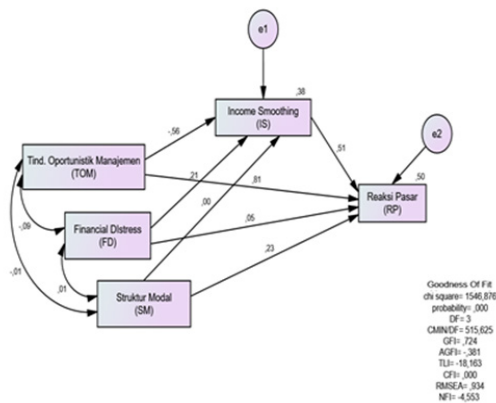 e1
,38
Income Smoothing
(IS)
e2
-,56
,51
,50
Tind. Oportunistik Manajemen
(TOM)
,21
,81
Reaksi Pasar
(RP)
,00
-,09
Financial DIstress
(FD)
,05
-,01
,23
,01
Struktur Modal
(SM)
Goodness Of Fit
chi square= 1546,876
probability= ,000
DF= 3
CMIN/DF= 515,625
GFI= ,724
AGFI= -,381
TLI= -18,163
CFI= ,000
RMSEA= ,934
NFI= -4,553